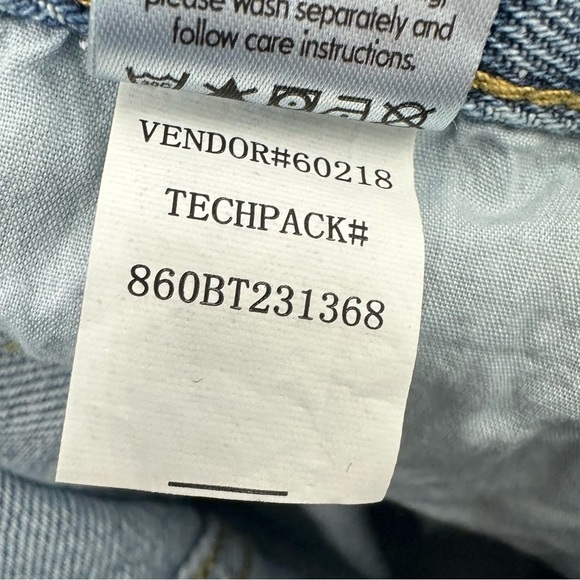 please wash separately and
follow care instructions.
VENDOR#60218
TECHPACK#
860BT231368